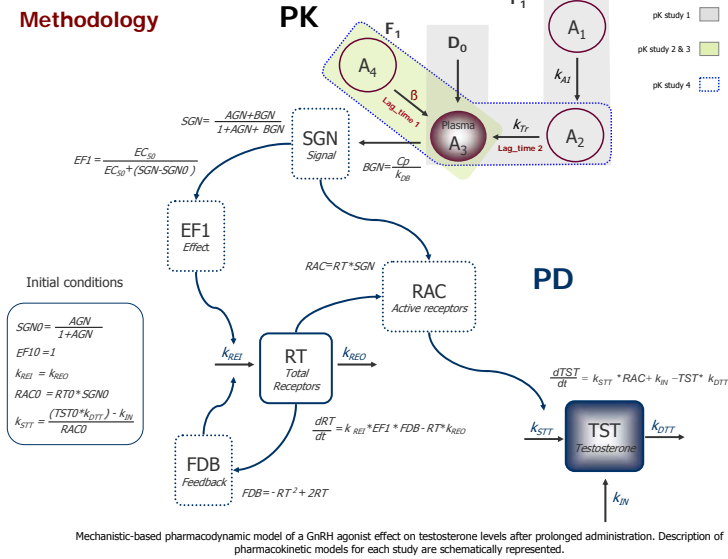 Methodology
PK
F1
F1
A1
pK study 1
pK study 2 & 3
pK study 4
D0
A4
kA1
ß
Lag_time 1
Plasma
A3
kTr
Lag_time 2
A2
SGN= AGN+BGN / 1+AGN+ BGN
SGN
Signal
BGN= Cp / kDB
EF1= EC50 / EC50+(SGN-SGN0 )
EF1
Effect
RAC=RT*SGN
RAC
Active receptors
PD
Initial conditions
SGN0= AGN / 1+AGN
EF10 =1
kREI = kREO
RAC0 =RT0*SGN0
kSTT = (TST0*kDTT ) - kIN / RAC0
kREI
RT
Total
Receptors
kREO
dRT / dt = k REI*EF1* FDB-RT*kREO
FDB
Feedback
FDB=-RT2+ 2RT
dTST / dt = kSTT *RAC+ kIN –TST* kDTT
kSTT
TST
Testosterone
kDTT
kIN
Mechanistic-based pharmacodynamic model of a GnRH agonist effect on testosterone levels after prolonged administration. Description of
pharmacokinetic models for each study are schematically represented.